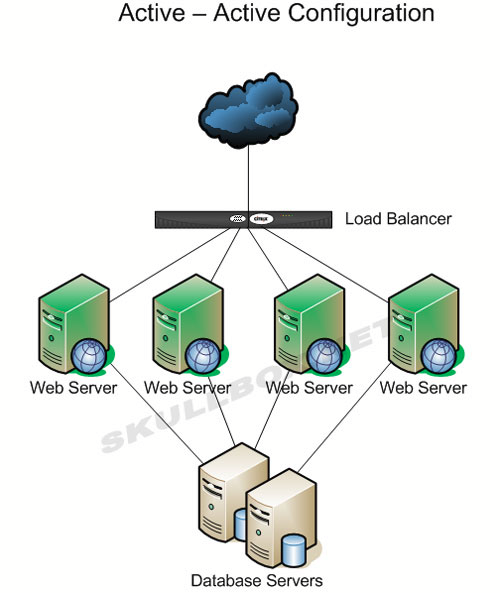 Active – Active Configuration
CITRIX
Load Balancer
Web Server
Web Server
Web Server
Web Server
SKULLBOX.NET
Database Servers